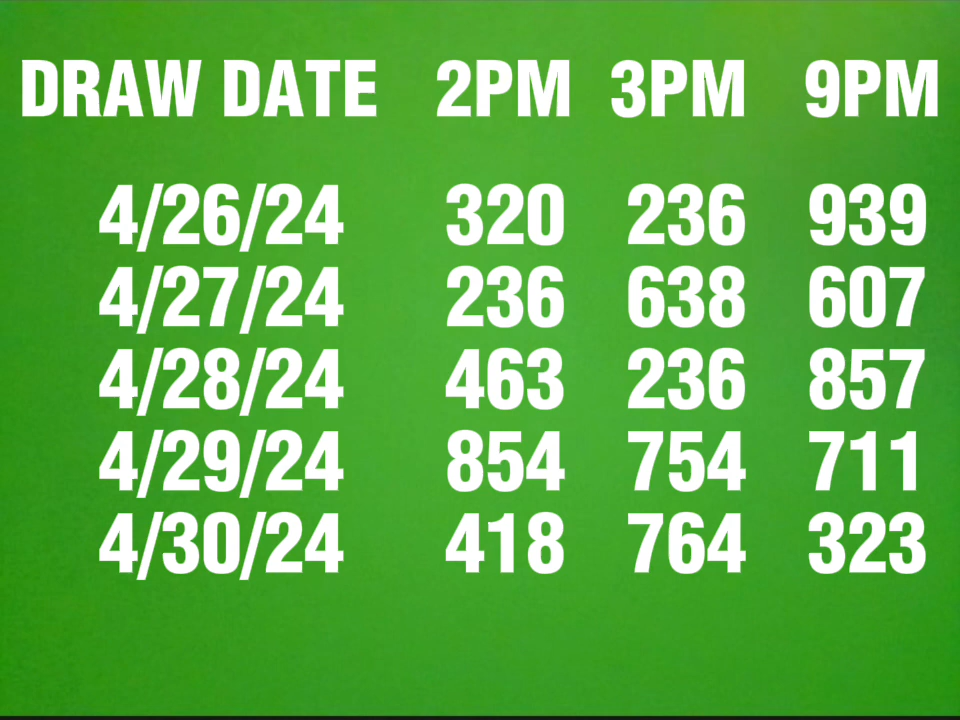 DRAW DATE 2PM 3PM 9PM
4/26/24 320 236 939
4/27/24 236 638 607
4/28/24 463 236 857
4/29/24 854 754 711
4/30/24 418 764 323